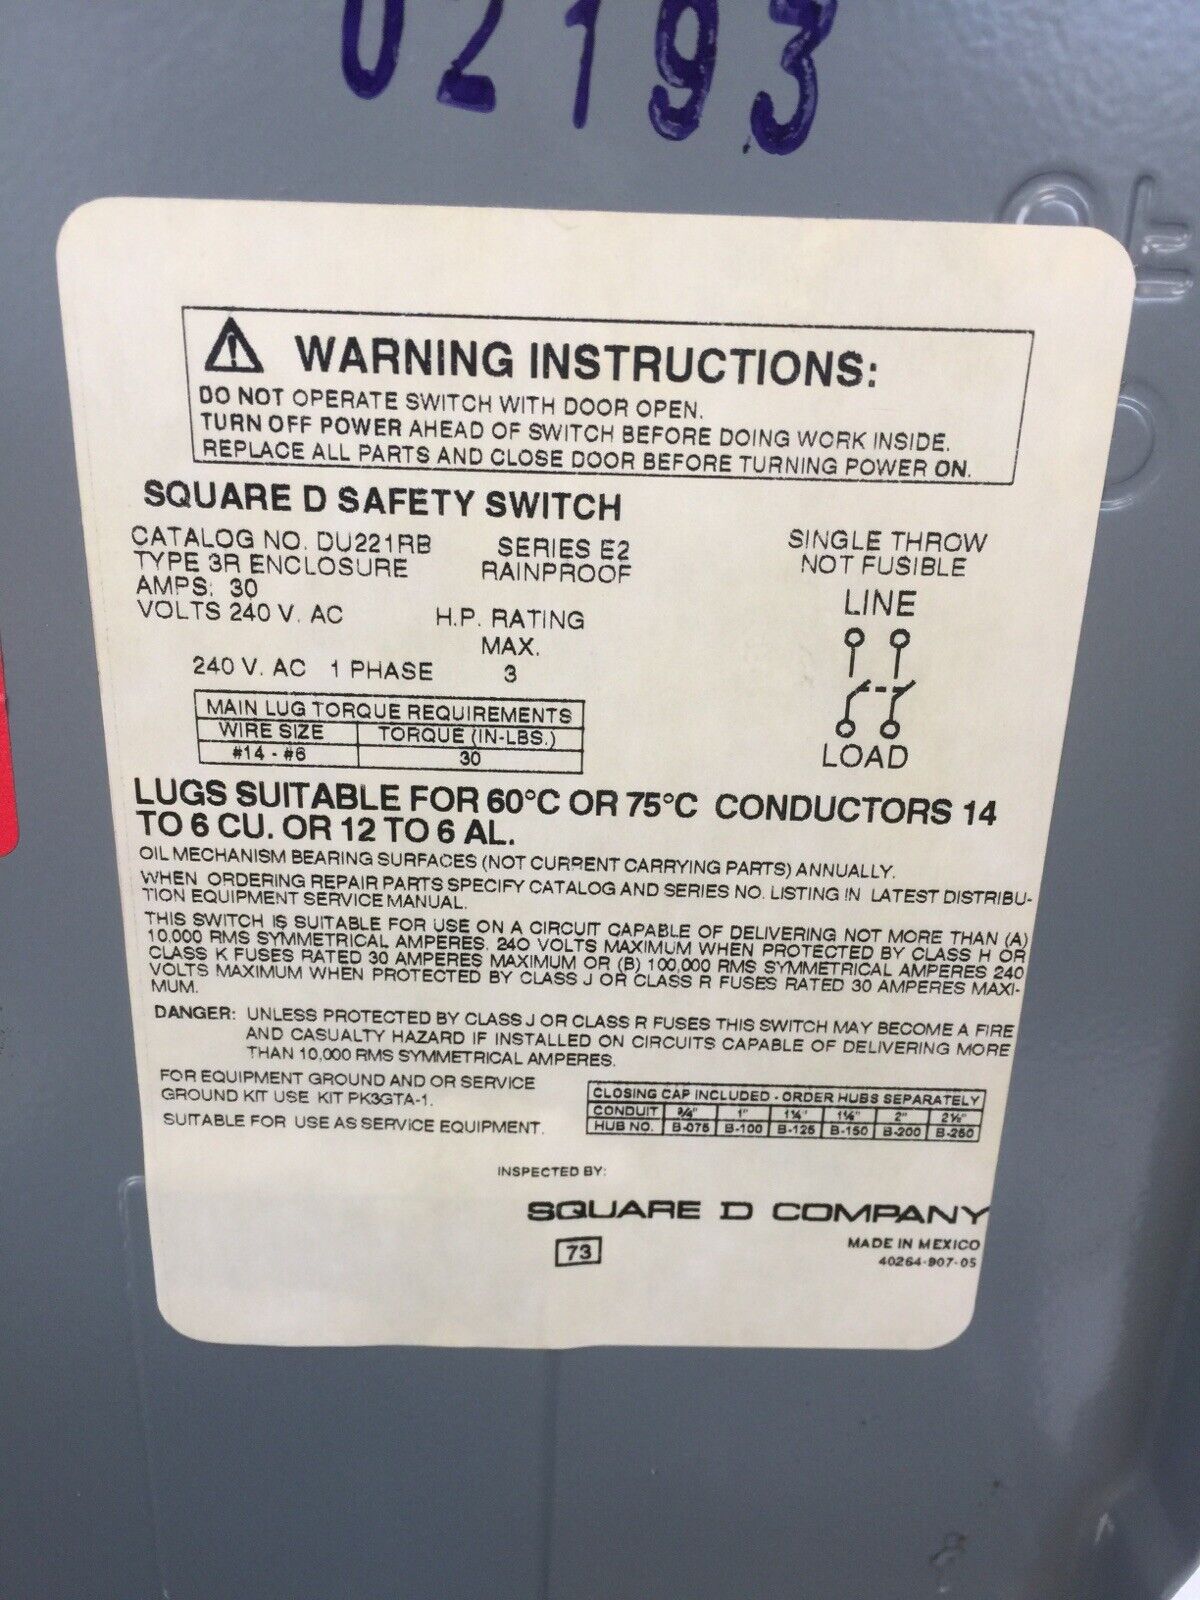 02193
⚠ WARNING INSTRUCTIONS:
DO NOT OPERATE SWITCH WITH DOOR OPEN.
TURN OFF POWER AHEAD OF SWITCH BEFORE DOING WORK INSIDE.
REPLACE ALL PARTS AND CLOSE DOOR BEFORE TURNING POWER ON.
SQUARE D SAFETY SWITCH
CATALOG NO. DU221RB SERIES E2
TYPE 3R ENCLOSURE RAINPROOF
AMPS: 30
VOLTS 240 V. AC H.P. RATING
MAX.
240 V. AC 1 PHASE 3
SINGLE THROW
NOT FUSIBLE
LINE
LOAD
MAIN LUG TORQUE REQUIREMENTS
WIRE SIZE TORQUE (IN-LBS.)
#14 - #6 30
LUGS SUITABLE FOR 60°C OR 75°C CONDUCTORS 14
TO 6 CU. OR 12 TO 6 AL.
OIL MECHANISM BEARING SURFACES (NOT CURRENT CARRYING PARTS) ANNUALLY.
WHEN ORDERING REPAIR PARTS SPECIFY CATALOG AND SERIES NO. LISTING IN LATEST DISTRIBU-
TION EQUIPMENT SERVICE MANUAL.
THIS SWITCH IS SUITABLE FOR USE ON A CIRCUIT CAPABLE OF DELIVERING NOT MORE THAN (A)
10,000 RMS SYMMETRICAL AMPERES. 240 VOLTS MAXIMUM WHEN PROTECTED BY CLASS H OR
CLASS K FUSES RATED 30 AMPERES MAXIMUM OR (B) 100,000 RMS SYMMETRICAL AMPERES 240
VOLTS MAXIMUM WHEN PROTECTED BY CLASS J OR CLASS R FUSES RATED 30 AMPERES MAXI-
MUM.
DANGER: UNLESS PROTECTED BY CLASS J OR CLASS R FUSES THIS SWITCH MAY BECOME A FIRE
AND CASUALTY HAZARD IF INSTALLED ON CIRCUITS CAPABLE OF DELIVERING MORE
THAN 10,000 RMS SYMMETRICAL AMPERES.
FOR EQUIPMENT GROUND AND OR SERVICE
GROUND KIT USE KIT PK3GTA-1.
SUITABLE FOR USE AS SERVICE EQUIPMENT.
CLOSING CAP INCLUDED - ORDER HUBS SEPARATELY
CONDUIT 3/4" 1" 1¼" 1½" 2" 2½"
HUB NO. B-075 B-100 B-125 B-150 B-200 B-250
INSPECTED BY:
SQUARE D COMPANY
73
MADE IN MEXICO
40264-907-05